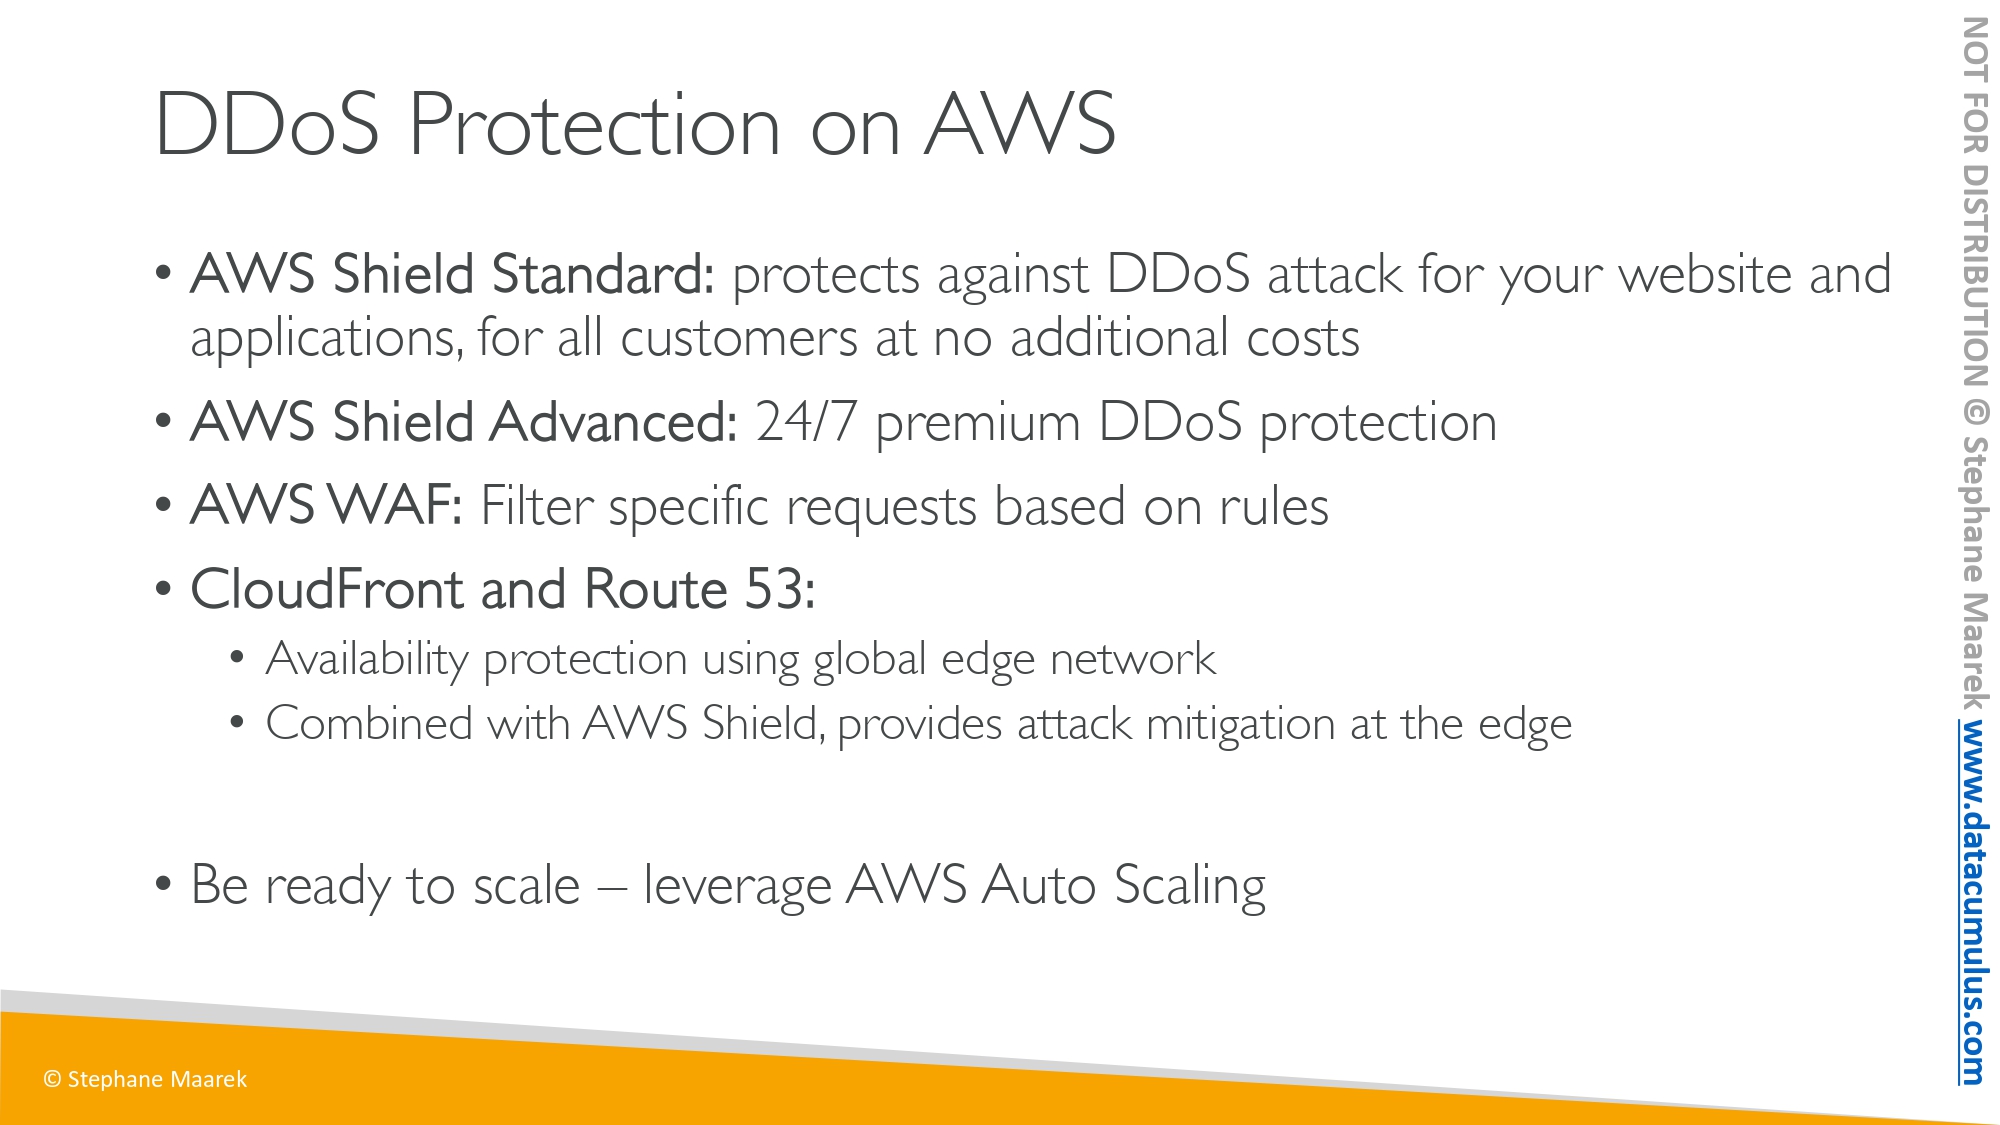 DDoS Protection on AWS
• AWS Shield Standard: protects against DDoS attack for your website and
applications, for all customers at no additional costs
• AWS Shield Advanced: 24/7 premium DDoS protection
• AWS WAF: Filter specific requests based on rules
• CloudFront and Route 53:
• Availability protection using global edge network
• Combined with AWS Shield, provides attack mitigation at the edge
• Be ready to scale – leverage AWS Auto Scaling
© Stephane Maarek
NOT FOR DISTRIBUTION © Stephane Maarek www.datacumulus.com